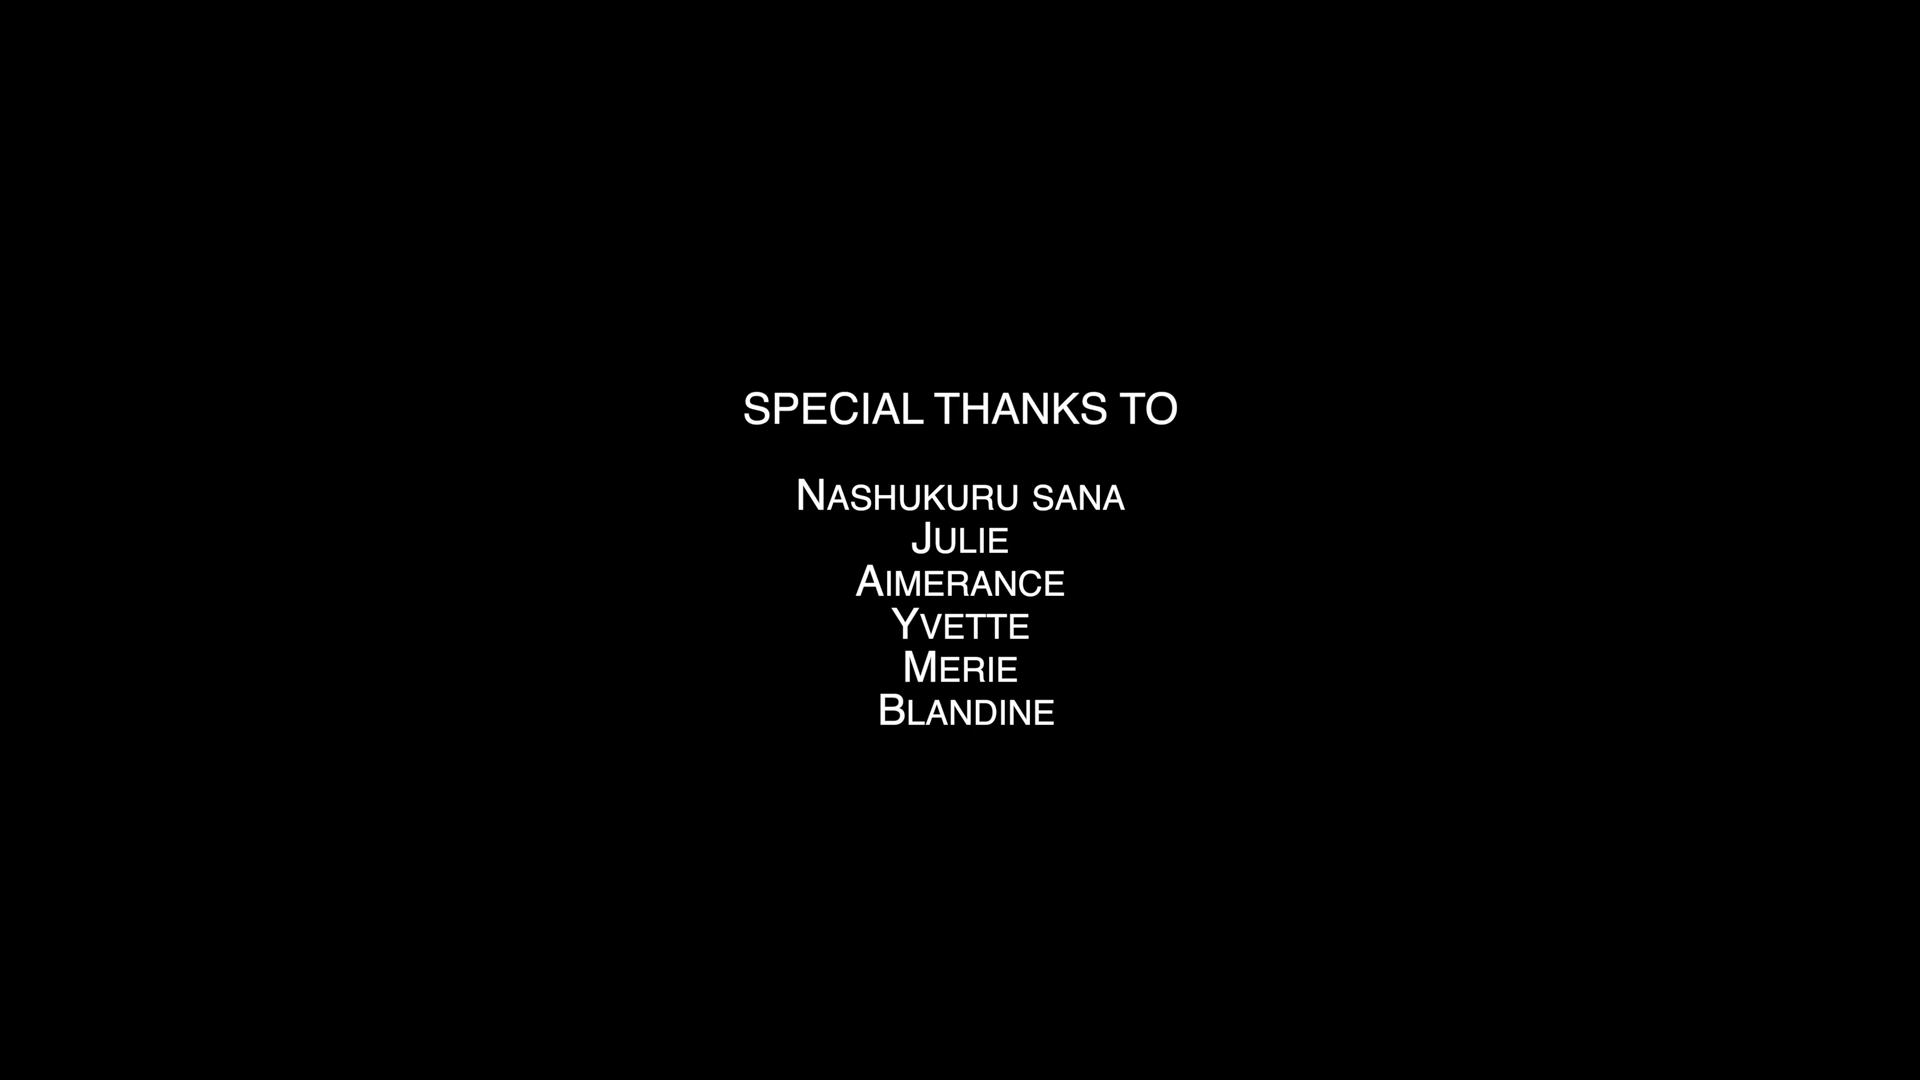 SPECIAL THANKS TO
Nashukuru sana
Julie
Aimerance
Yvette
Merie
Blandine